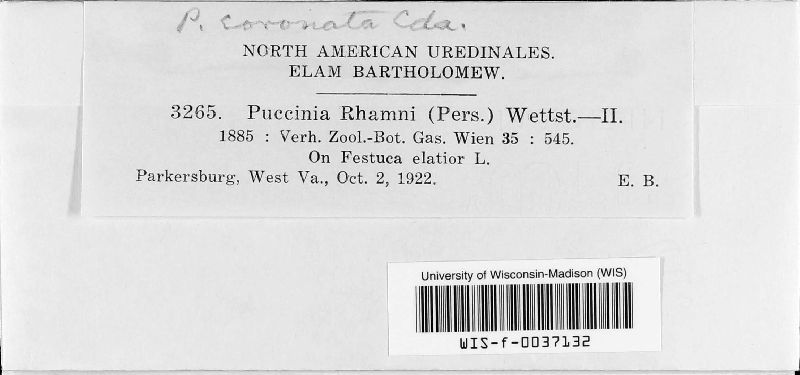 P. coronata Cda.
NORTH AMERICAN UREDINALES.
ELAM BARTHOLOMEW.
3265. Puccinia Rhamni (Pers.) Wettst.—II.
1885 : Verh. Zool.-Bot. Gas. Wien 35 : 545.
On Festuca elatior L.
Parkersburg, West Va., Oct. 2, 1922. E. B.
University of Wisconsin-Madison (WIS)
WIS-f-0037132